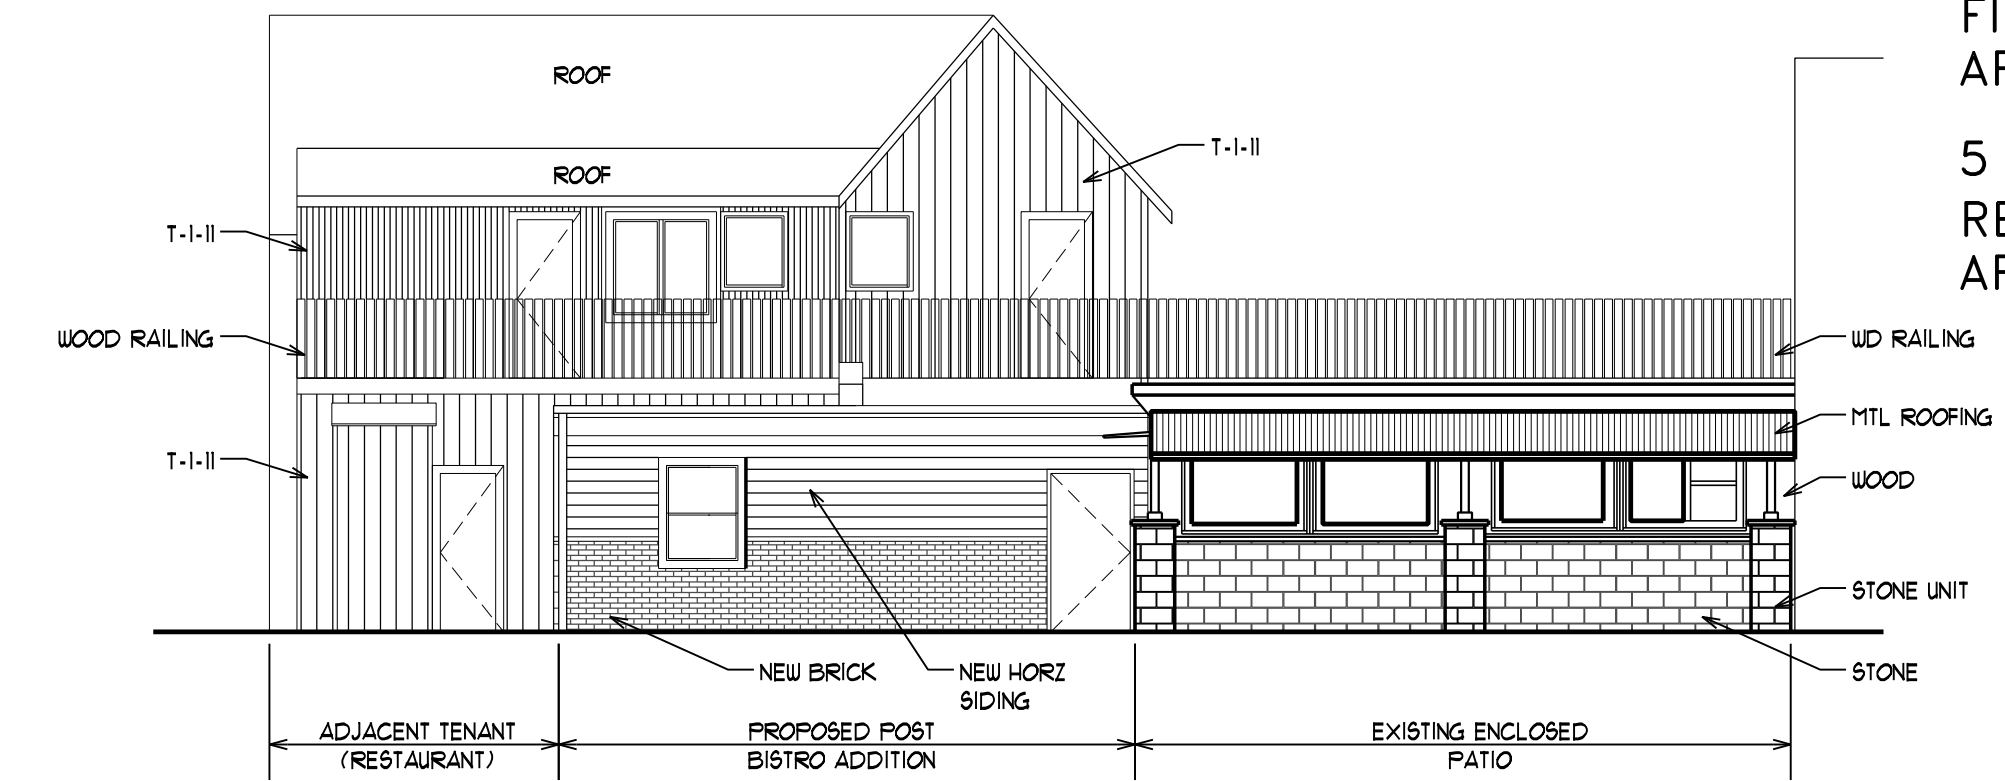 ROOF
ROOF
T-1-11
T-1-11
WOOD RAILING
T-1-11
WD RAILING
MTL ROOFING
WOOD
STONE UNIT
STONE
NEW BRICK
NEW HORZ
SIDING
ADJACENT TENANT
(RESTAURANT)
PROPOSED POST
BISTRO ADDITION
EXISTING ENCLOSED
PATIO
5